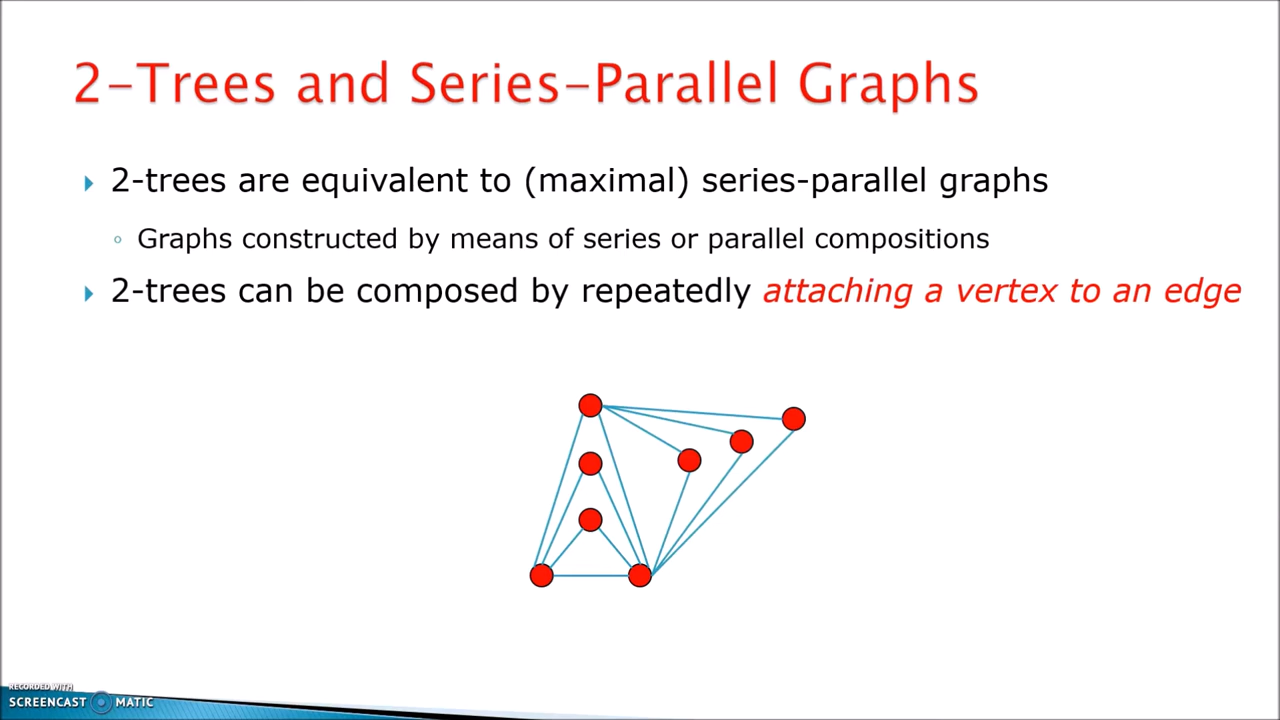 2-Trees and Series-Parallel Graphs
2-trees are equivalent to (maximal) series-parallel graphs
Graphs constructed by means of series or parallel compositions
2-trees can be composed by repeatedly attaching a vertex to an edge
RECORDED WITH
SCREENCAST MATIC